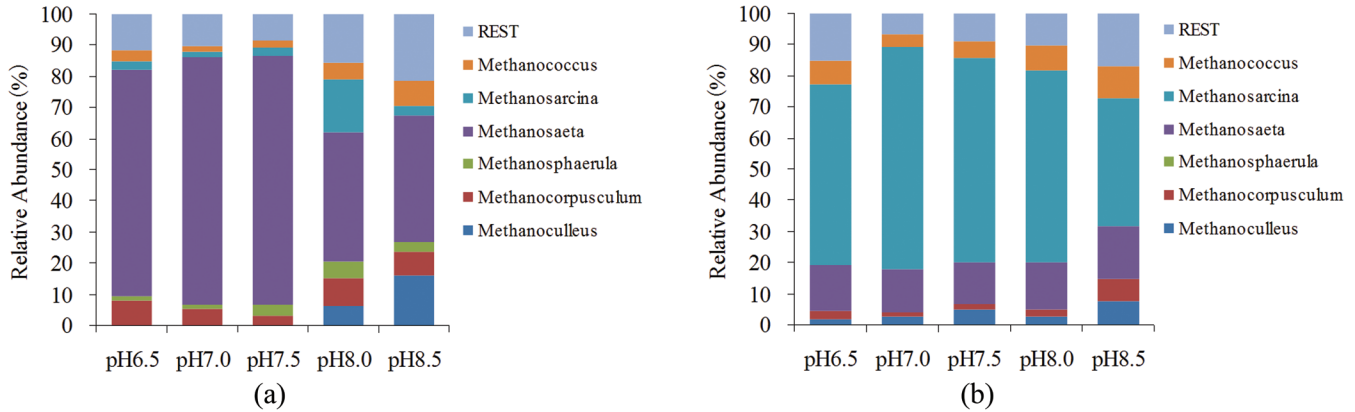 Relative Abundance (%)
100
90
80
70
60
50
40
30
20
10
0
pH6.5 pH7.0 pH7.5 pH8.0 pH8.5
REST
Methanococcus
Methanosarcina
Methanosaeta
Methanosphaerula
Methanocorpusculum
Methanoculleus
(a)
Relative Abundance (%)
100
90
80
70
60
50
40
30
20
10
0
pH6.5 pH7.0 pH7.5 pH8.0 pH8.5
REST
Methanococcus
Methanosarcina
Methanosaeta
Methanosphaerula
Methanocorpusculum
Methanoculleus
(b)